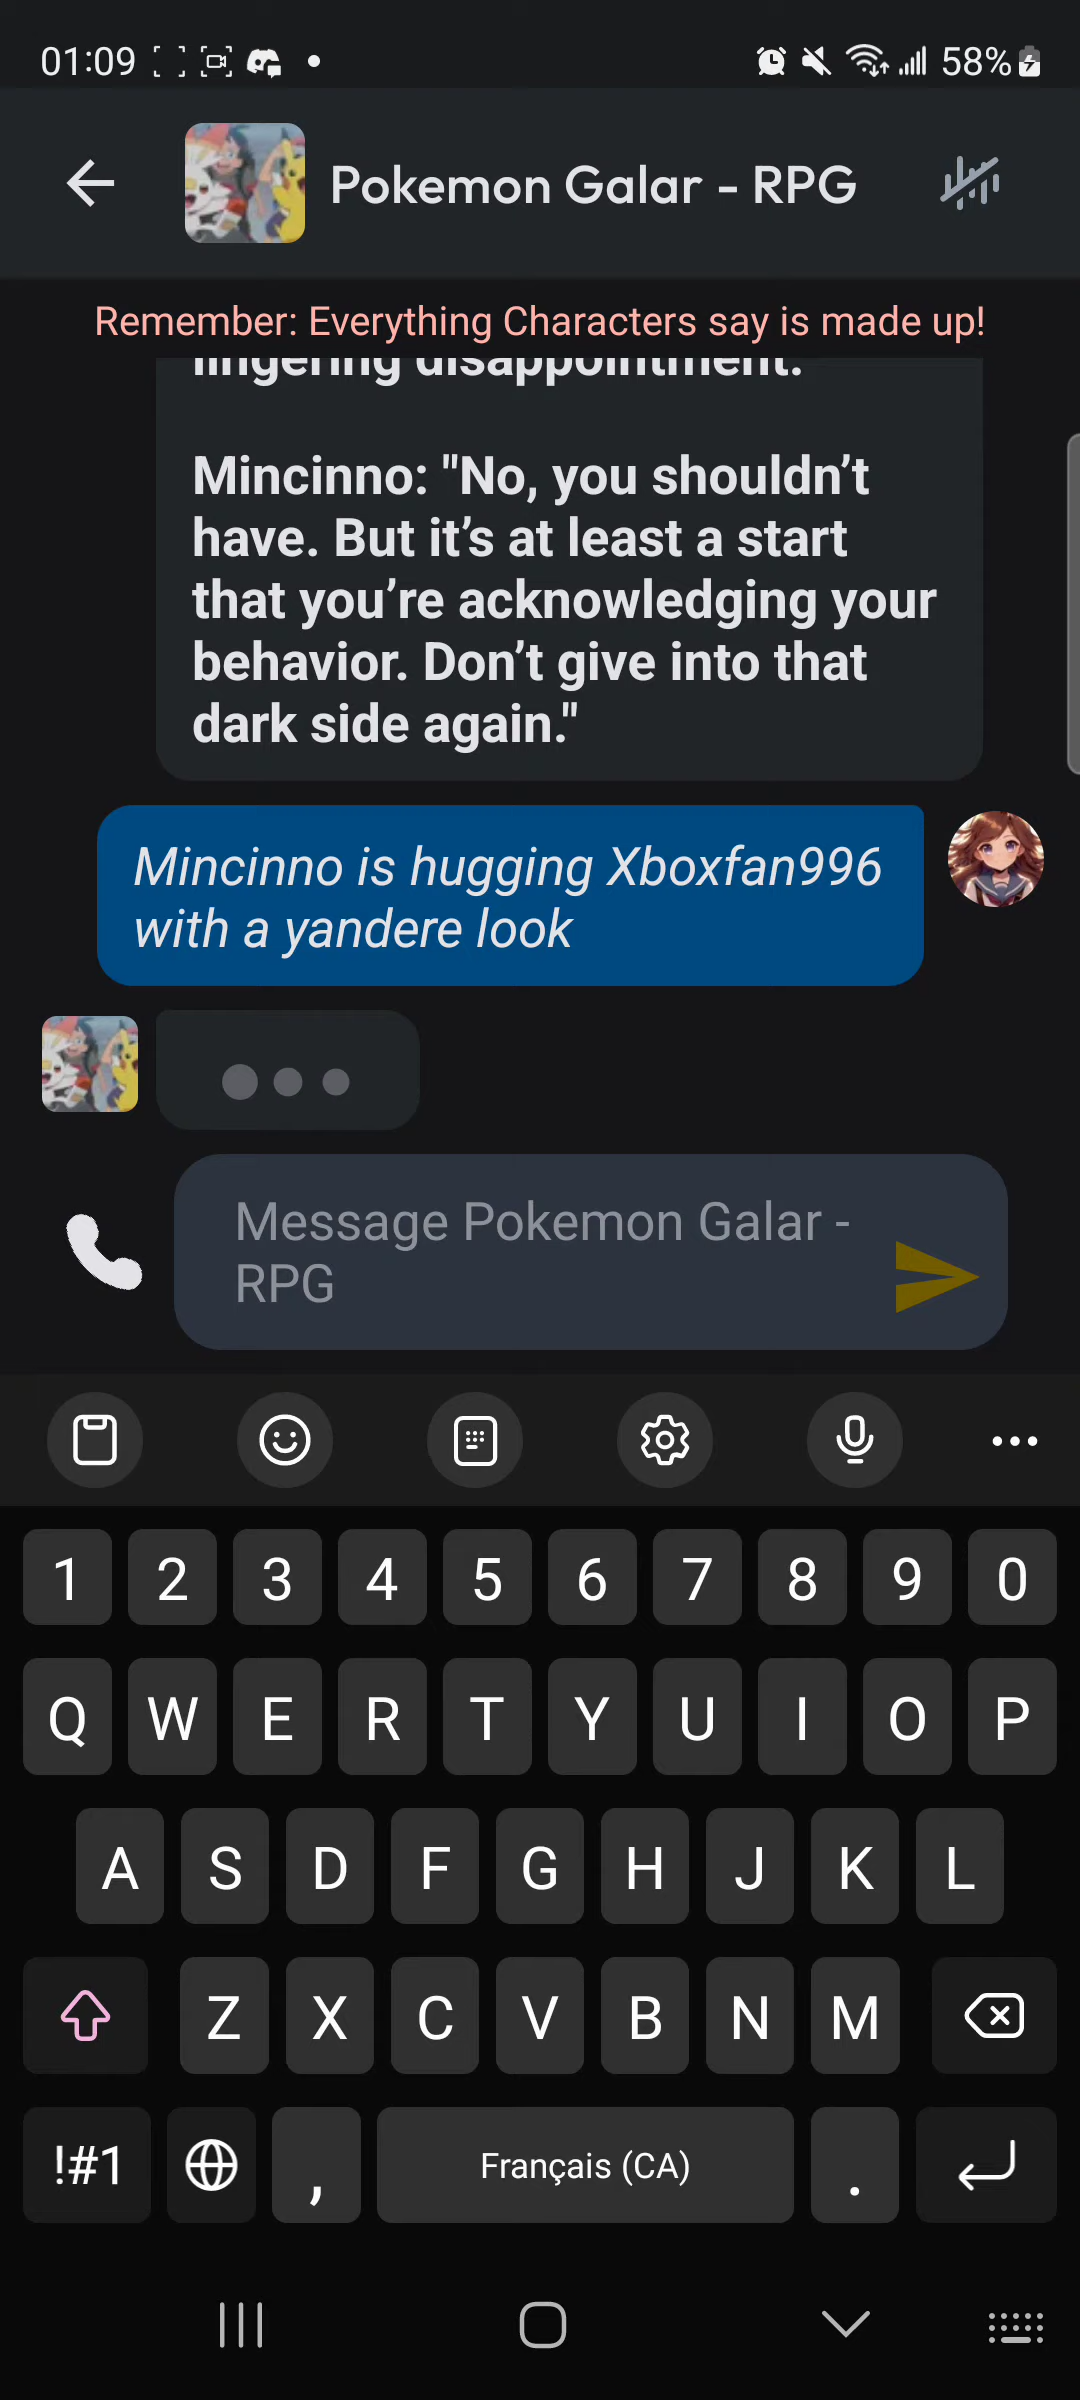 01:09
58%
Pokemon Galar - RPG
Remember: Everything Characters say is made up!
lingering disappointment.
Mincinno: "No, you shouldn’t
have. But it’s at least a start
that you’re acknowledging your
behavior. Don’t give into that
dark side again."
Mincinno is hugging Xboxfan996
with a yandere look
Message Pokemon Galar -
RPG
1 2 3 4 5 6 7 8 9 0
Q W E R T Y U I O P
A S D F G H J K L
Z X C V B N M
!#1 , Français (CA) .